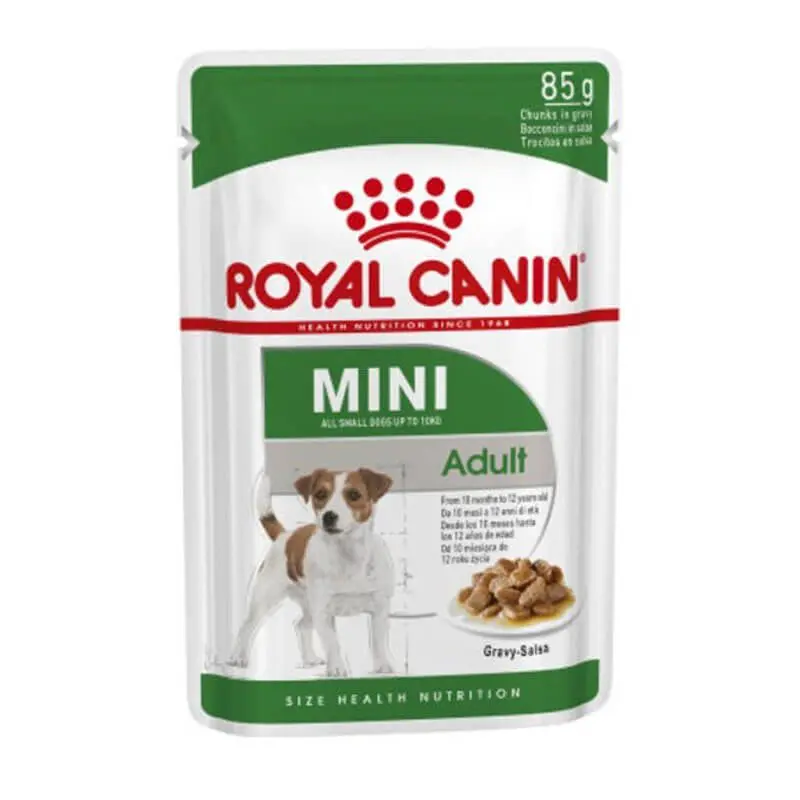 85g
Chunks in gravy
Bocconcini in salsa
Trocitos en salsa
ROYAL CANIN®
HEALTH NUTRITION SINCE 1968
MINI
ALL SMALL DOGS UP TO 10KG
Adult
From 10 months to 12 years old
Da 10 mesi a 12 anni di età
Desde los 10 meses hasta
los 12 años de edad
Od 10 miesiąca do
12 roku życia
Gravy-Salsa
SIZE HEALTH NUTRITION